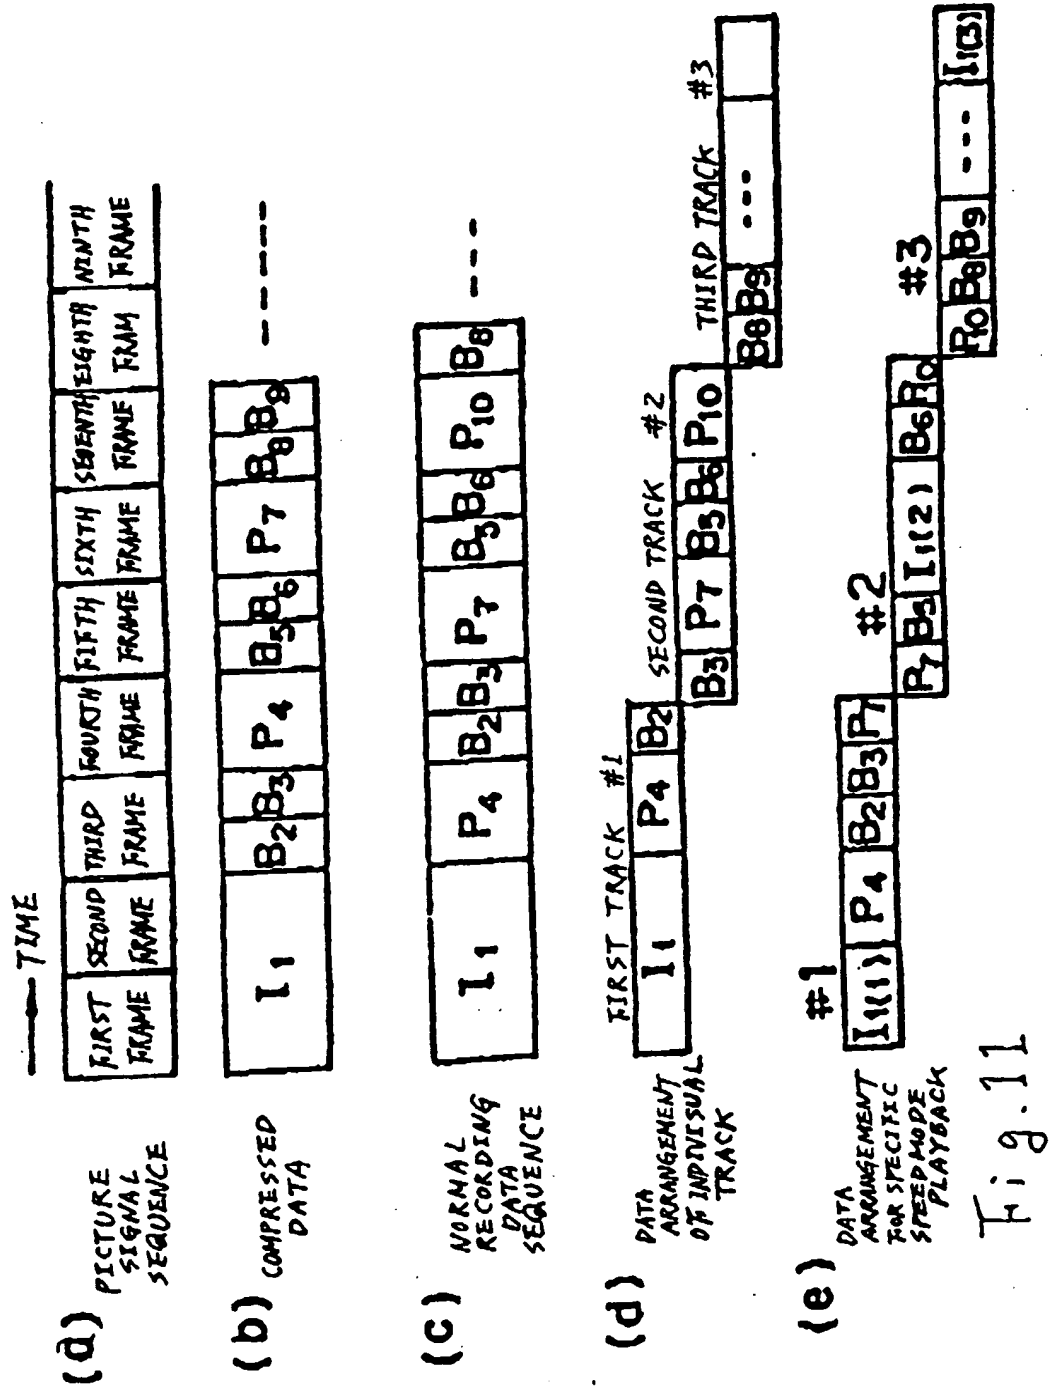 TIME
(a) PICTURE SIGNAL SEQUENCE
FIRST FRAME
SECOND FRAME
THIRD FRAME
FOURTH FRAME
FIFTH FRAME
SIXTH FRAME
SEVENTH FRAME
EIGHTH FRAM
NINTH FRAME
(b) COMPRESSED DATA
I1 B2 B3 P4 B5 B6 P7 B8 B9 -----
(c) NORMAL RECORDING DATA SEQUENCE
I1 P4 B2 B3 P7 B5 B6 P10 B8 ---
(d) DATA ARRANGEMENT OF INDIVISUAL TRACK
FIRST TRACK #1
I1 P4 B2
SECOND TRACK #2
B3 P7 B5 B6 P10
THIRD TRACK #3
B8 B9 ---
(e) DATA ARRANGEMENT FOR SPECIFIC SPEED MODE PLAYBACK
#1
I1(1) P4 B2 B3 P7
#2
P7 B5 I1(2) B6 P10
#3
P10 B8 B9 --- I1(3)
Fig.11